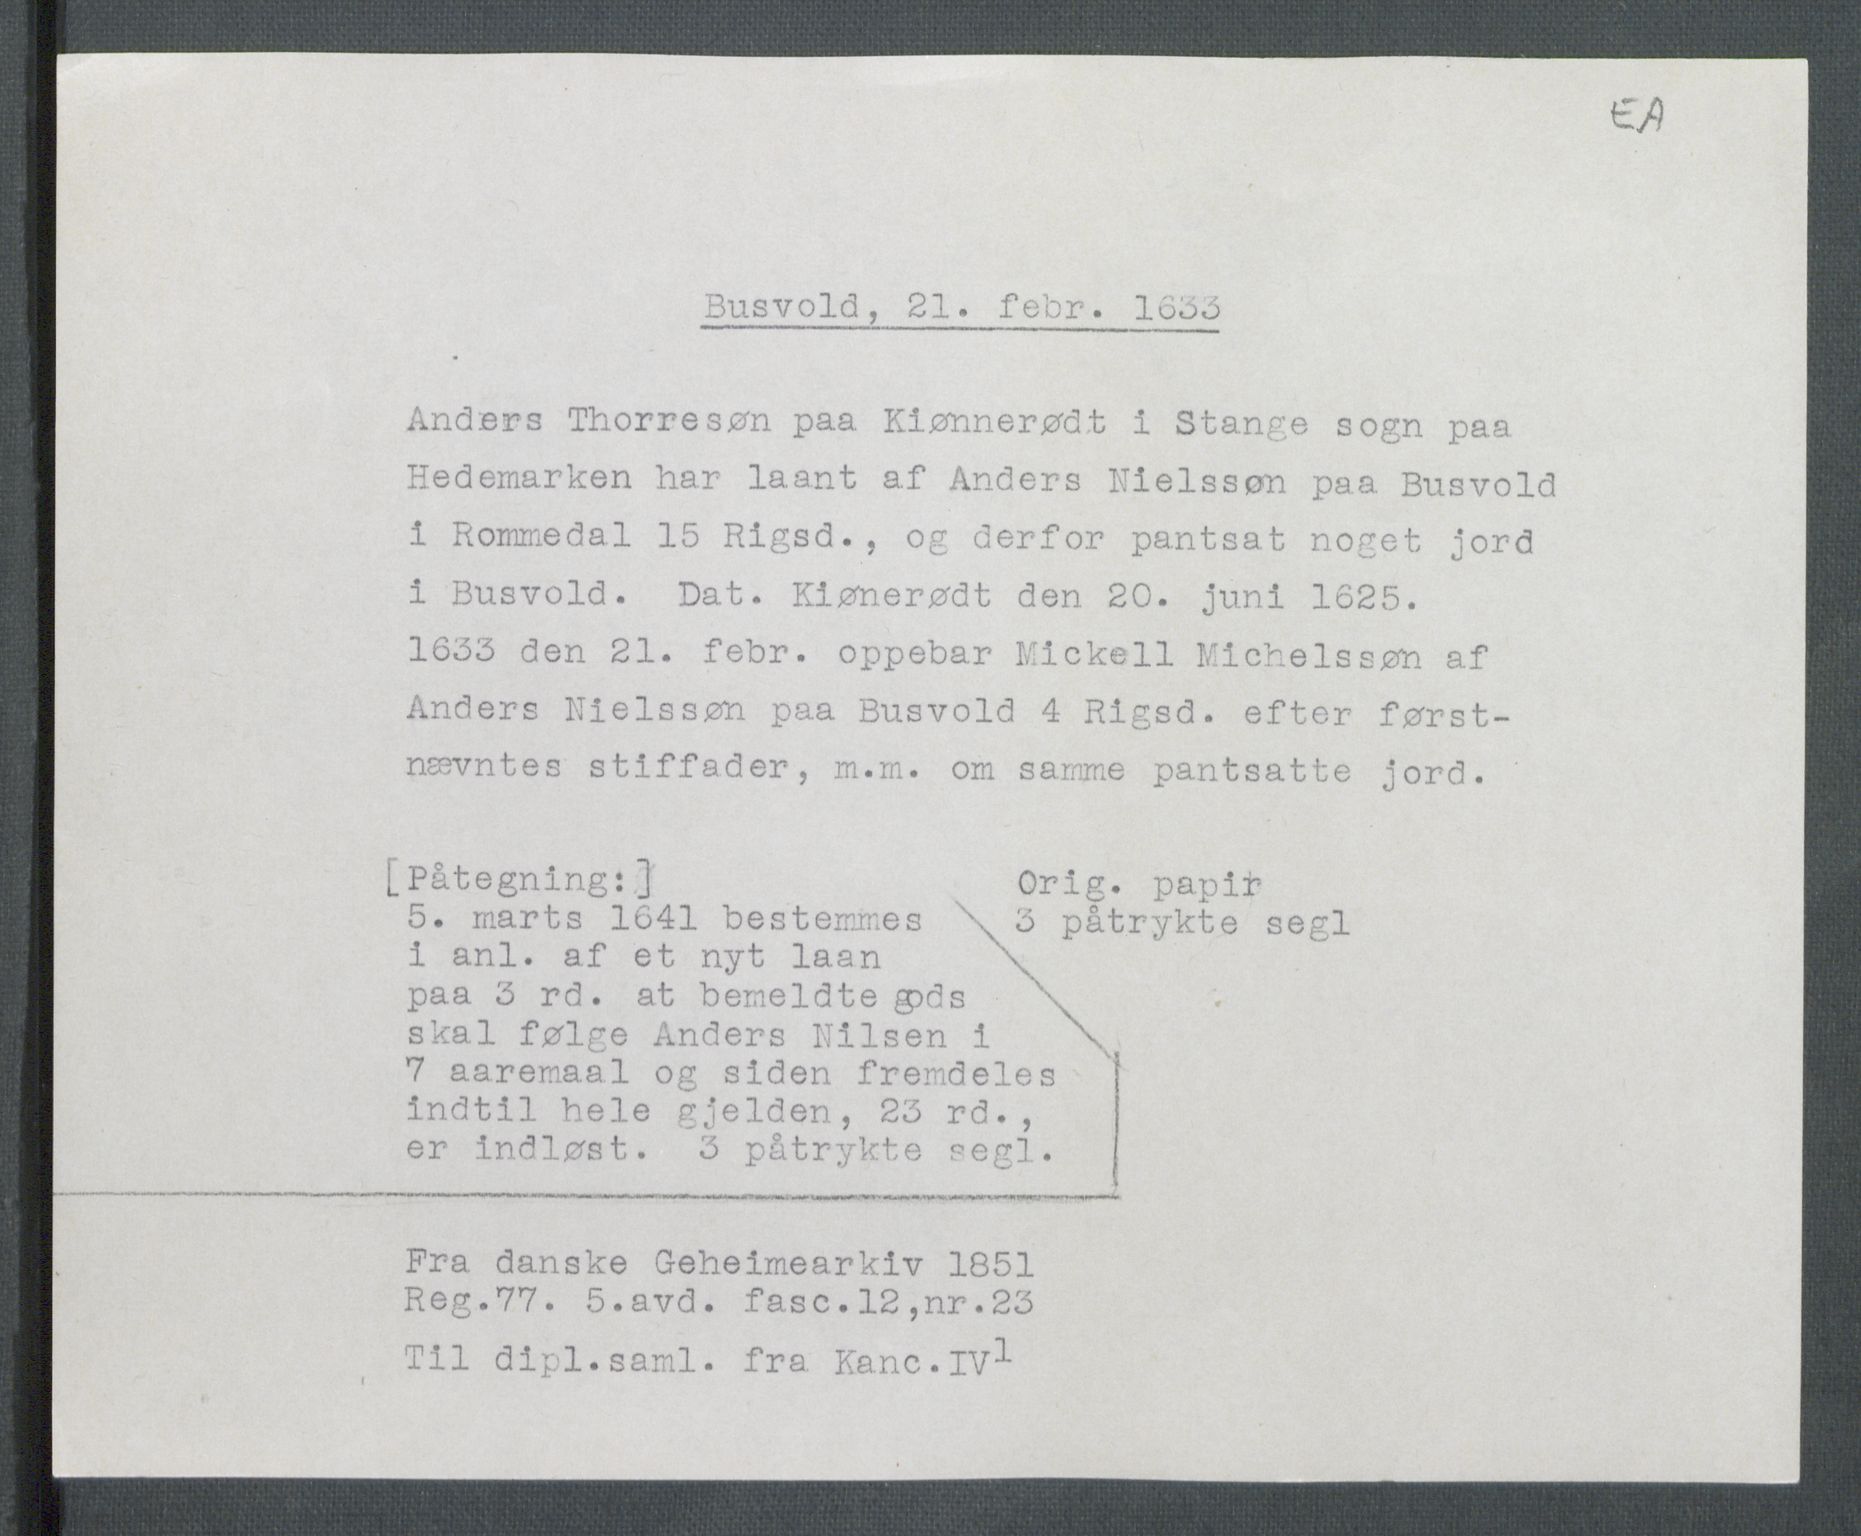 EA
Busvold, 21. febr. 1633
Anders Thorresøn paa Kiønnerødt i Stange sogn paa
Hedemarken har laant af Anders Nielssøn paa Busvold
i Rommedal 15 Rigsd., og derfor pantsat noget jord
i Busvold. Dat. Kiønerødt den 20. juni 1625.
1633 den 21. febr. oppebar Mickell Michelssøn af
Anders Nielssøn paa Busvold 4 Rigsd. efter først-
nævntes stiffader, m.m. om samme pantsatte jord.
[Påtegning:]
5. marts 1641 bestemmes
i anl. af et nyt laan
paa 3 rd. at bemeldte gods
skal følge Anders Nilsen i
7 aaremaal og siden fremdeles
indtil hele gjelden, 23 rd.,
er indløst. 3 påtrykte segl.
Orig. papir
3 påtrykte segl
Fra danske Geheimearkiv 1851
Reg.77. 5.avd. fasc.12,nr.23
Til dipl.saml. fra Kanc.IV1